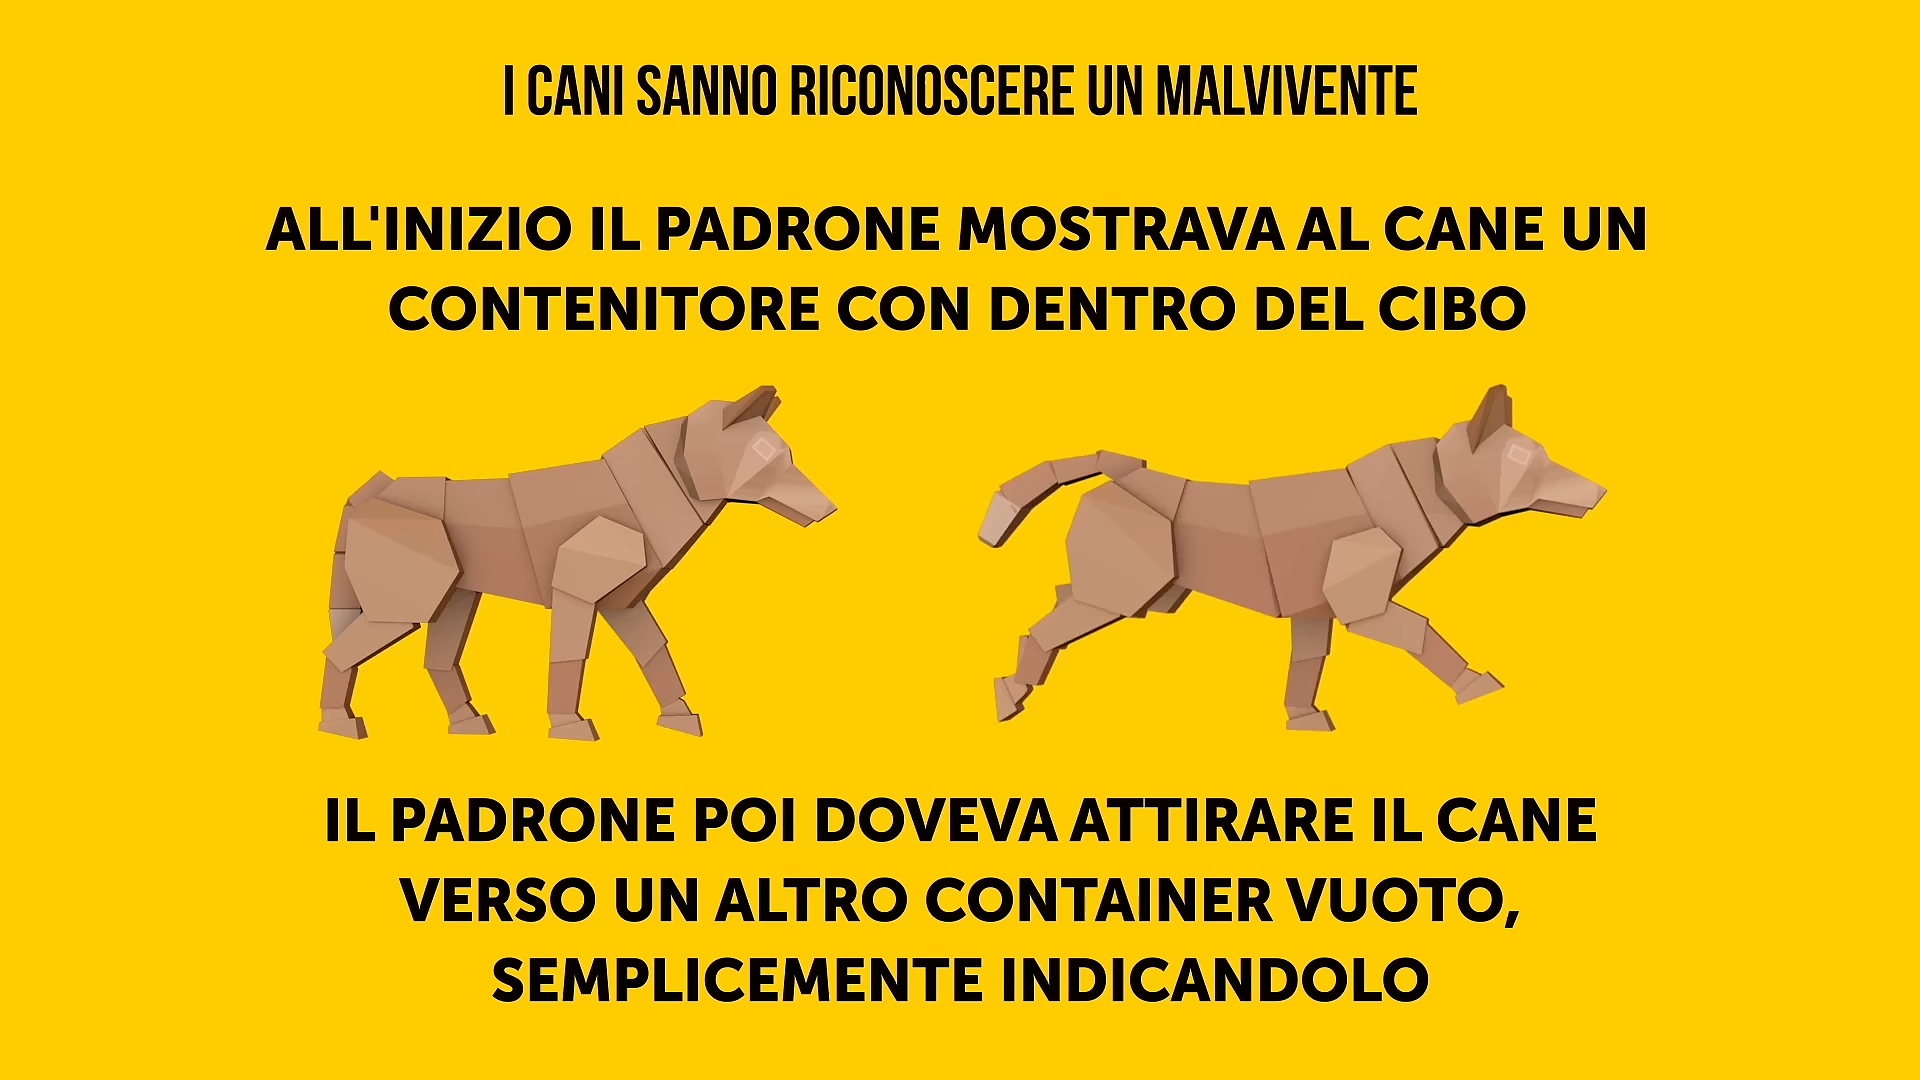 I CANI SANNO RICONOSCERE UN MALVIVENTE
ALL'INIZIO IL PADRONE MOSTRAVA AL CANE UN
CONTENITORE CON DENTRO DEL CIBO
IL PADRONE POI DOVEVA ATTIRARE IL CANE
VERSO UN ALTRO CONTAINER VUOTO,
SEMPLICEMENTE INDICANDOLO